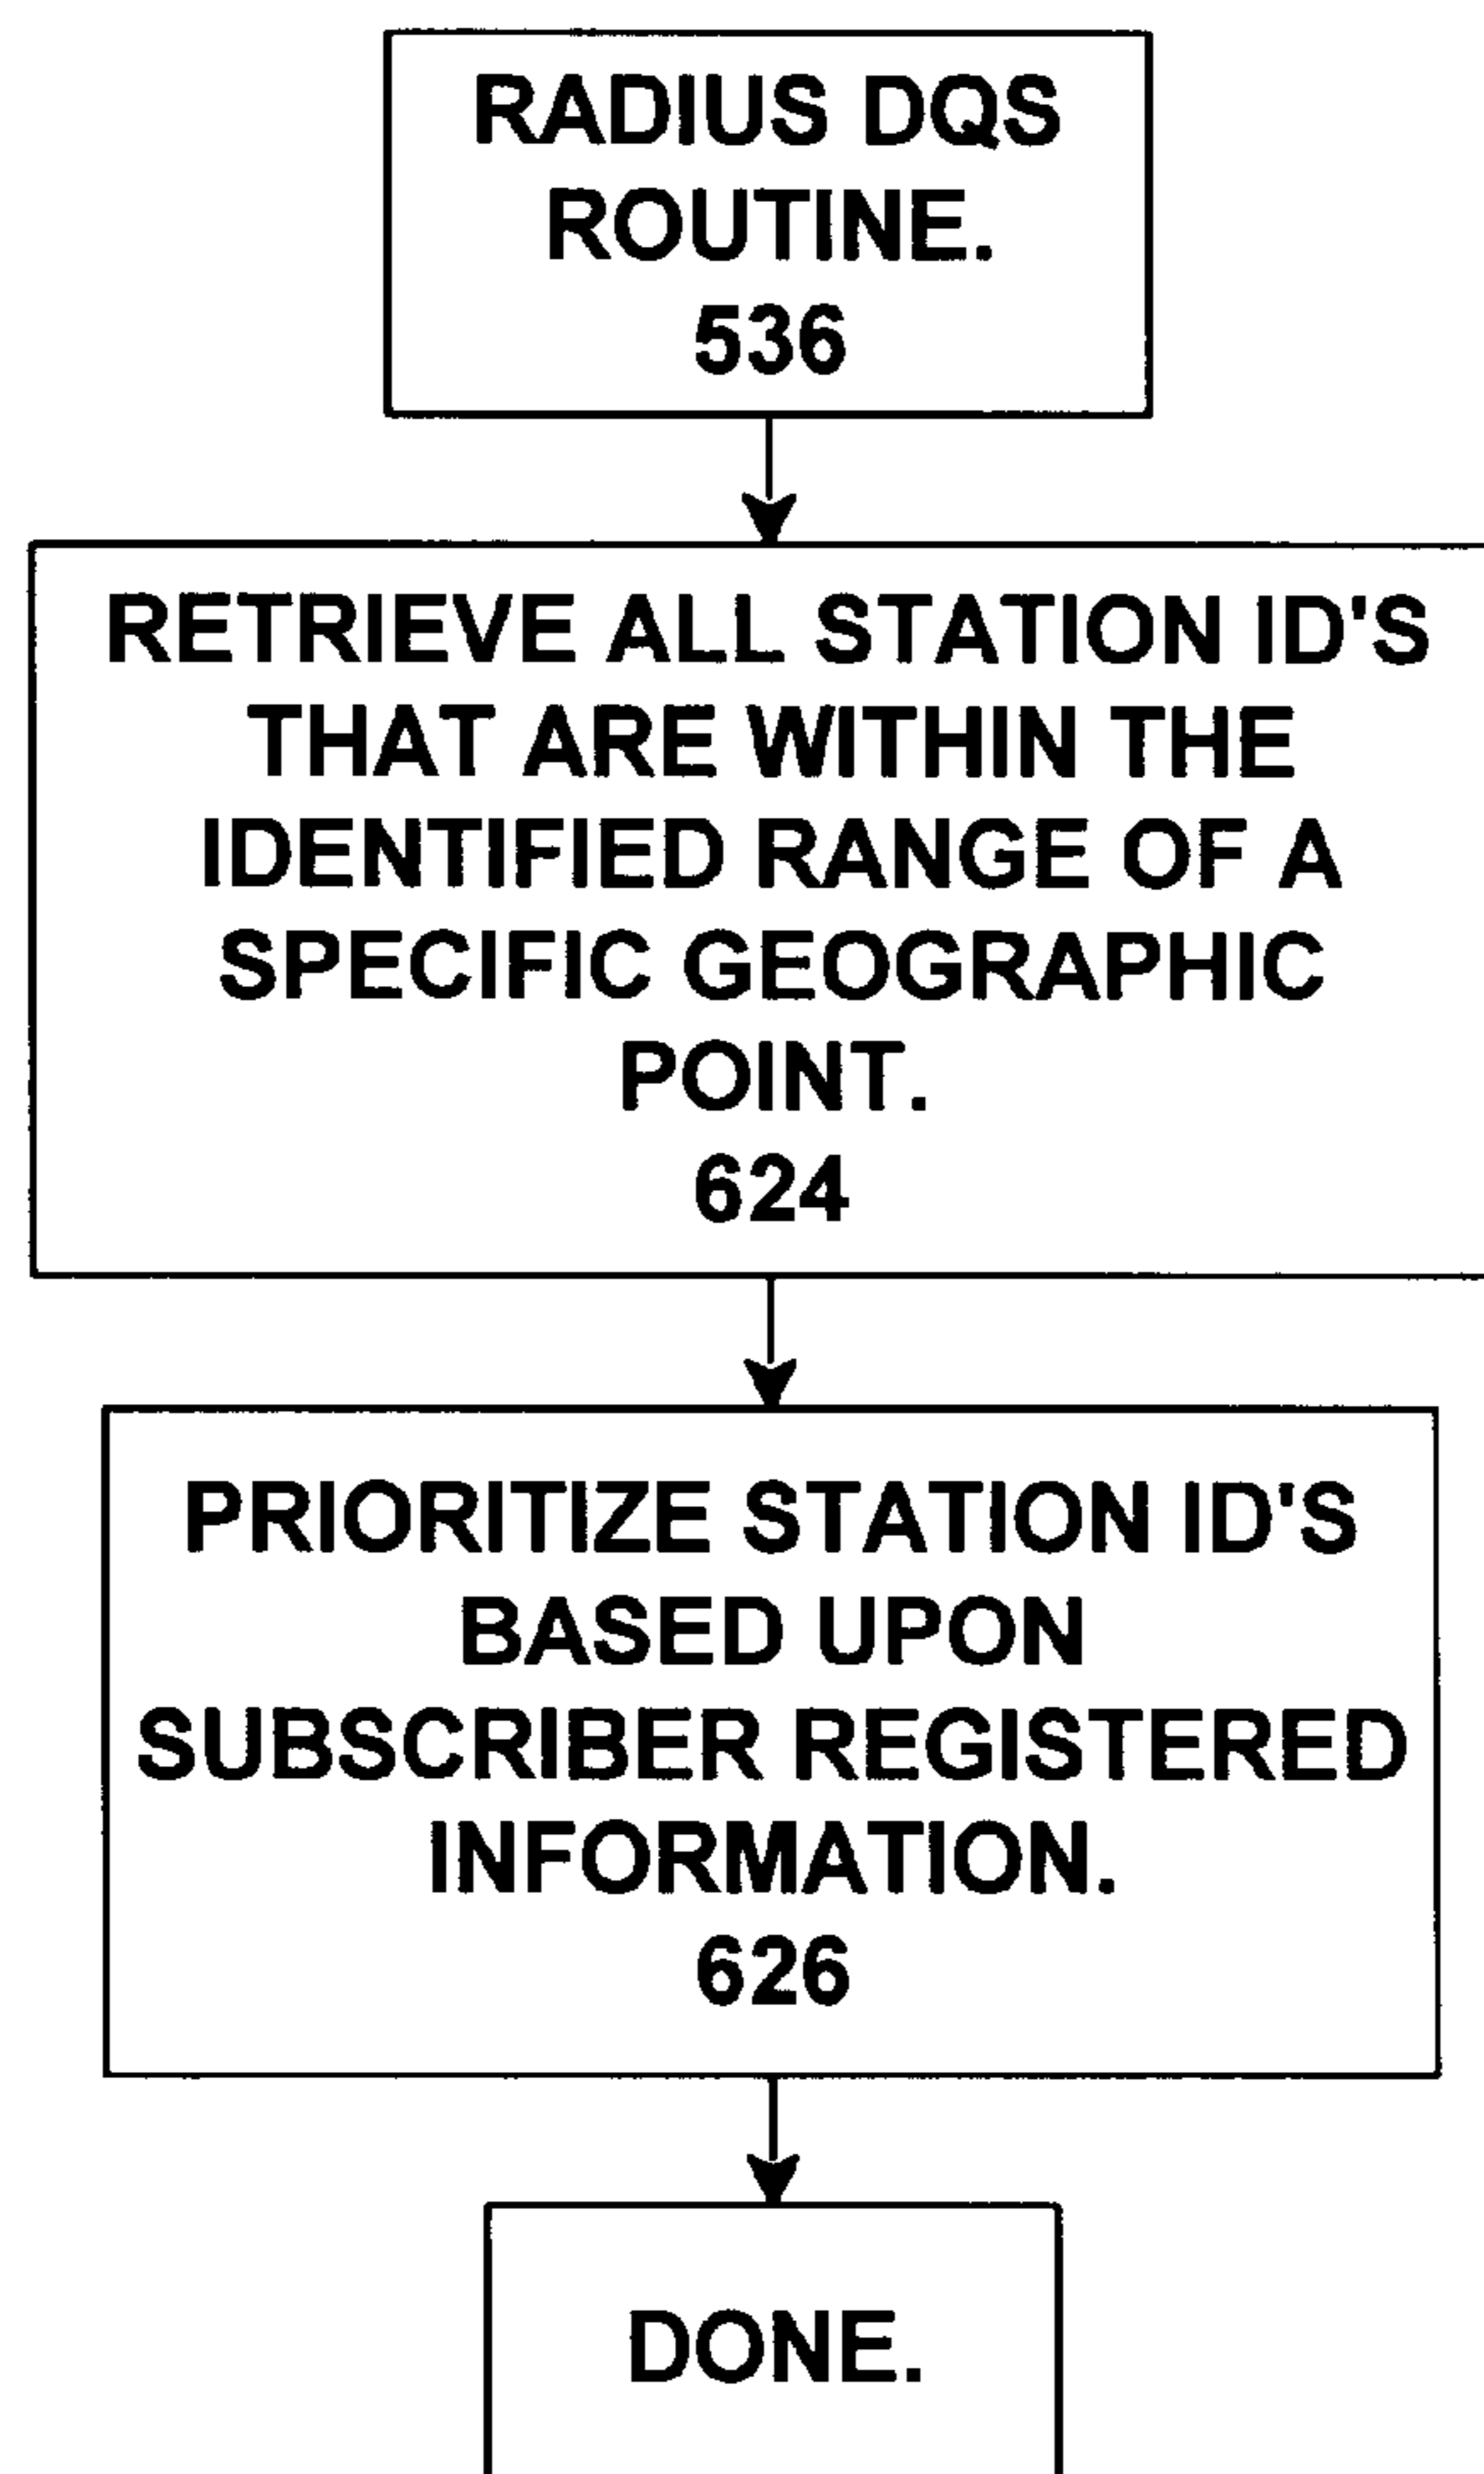 RADIUS DQS
ROUTINE.
536
RETRIEVE ALL STATION ID'S
THAT ARE WITHIN THE
IDENTIFIED RANGE OF A
SPECIFIC GEOGRAPHIC
POINT.
624
PRIORITIZE STATION ID'S
BASED UPON
SUBSCRIBER REGISTERED
INFORMATION.
626
DONE.